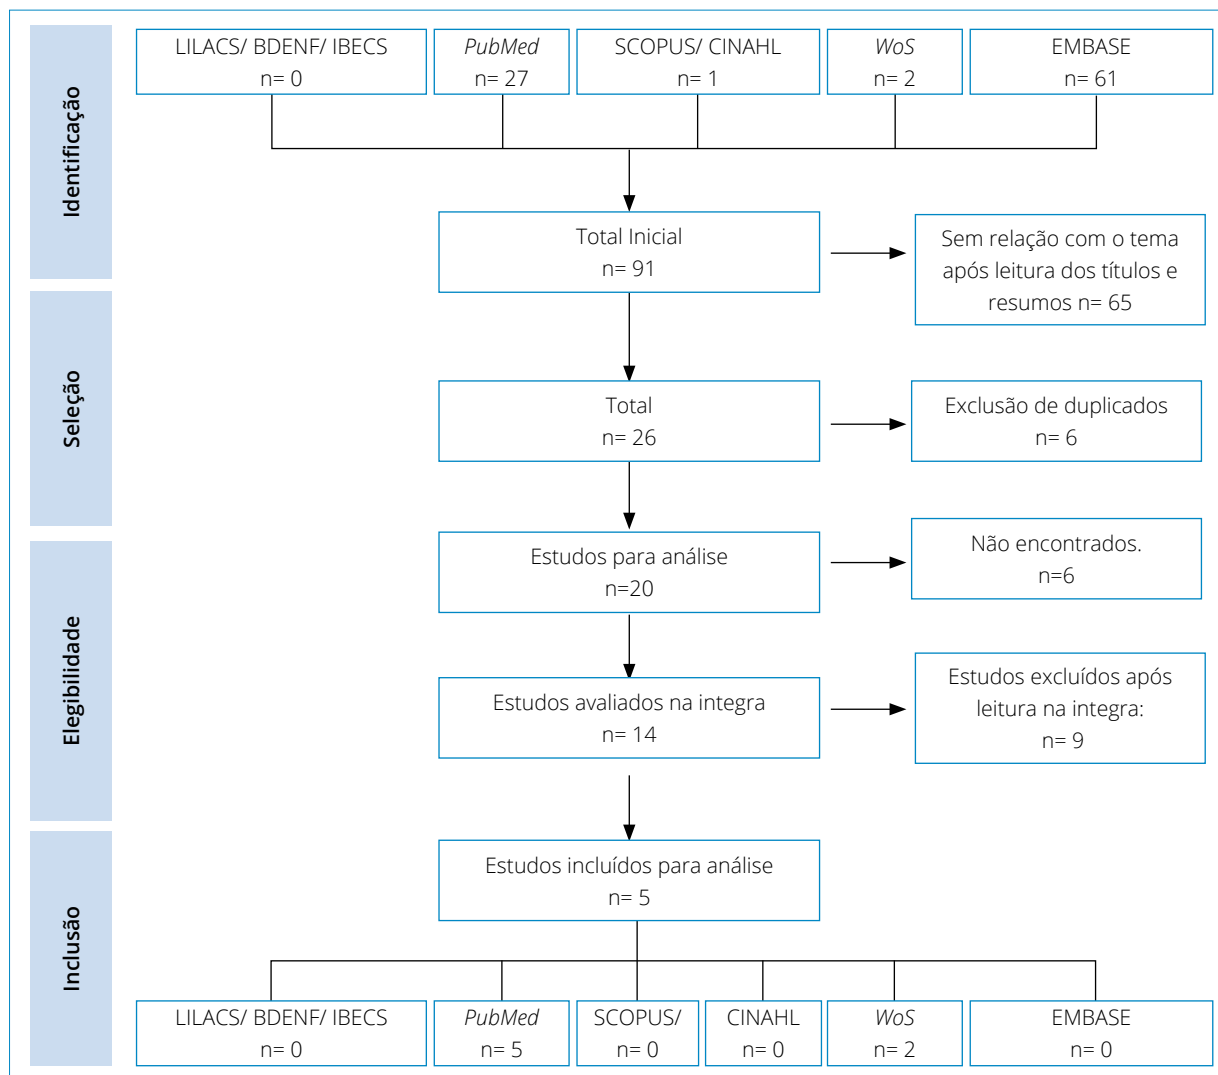 Identificação
LILACS/ BDENF/ IBECS
n= 0
PubMed
n= 27
SCOPUS/ CINAHL
n= 1
WoS
n= 2
EMBASE
n= 61
Total Inicial
n= 91
Sem relação com o tema
após leitura dos títulos e
resumos n= 65
Seleção
Total
n= 26
Exclusão de duplicados
n= 6
Elegibilidade
Estudos para análise
n=20
Não encontrados.
n=6
Estudos avaliados na integra
n= 14
Estudos excluídos após
leitura na integra:
n= 9
Inclusão
Estudos incluídos para análise
n= 5
LILACS/ BDENF/ IBECS
n= 0
PubMed
n= 5
SCOPUS/
n= 0
CINAHL
n= 0
WoS
n= 2
EMBASE
n= 0